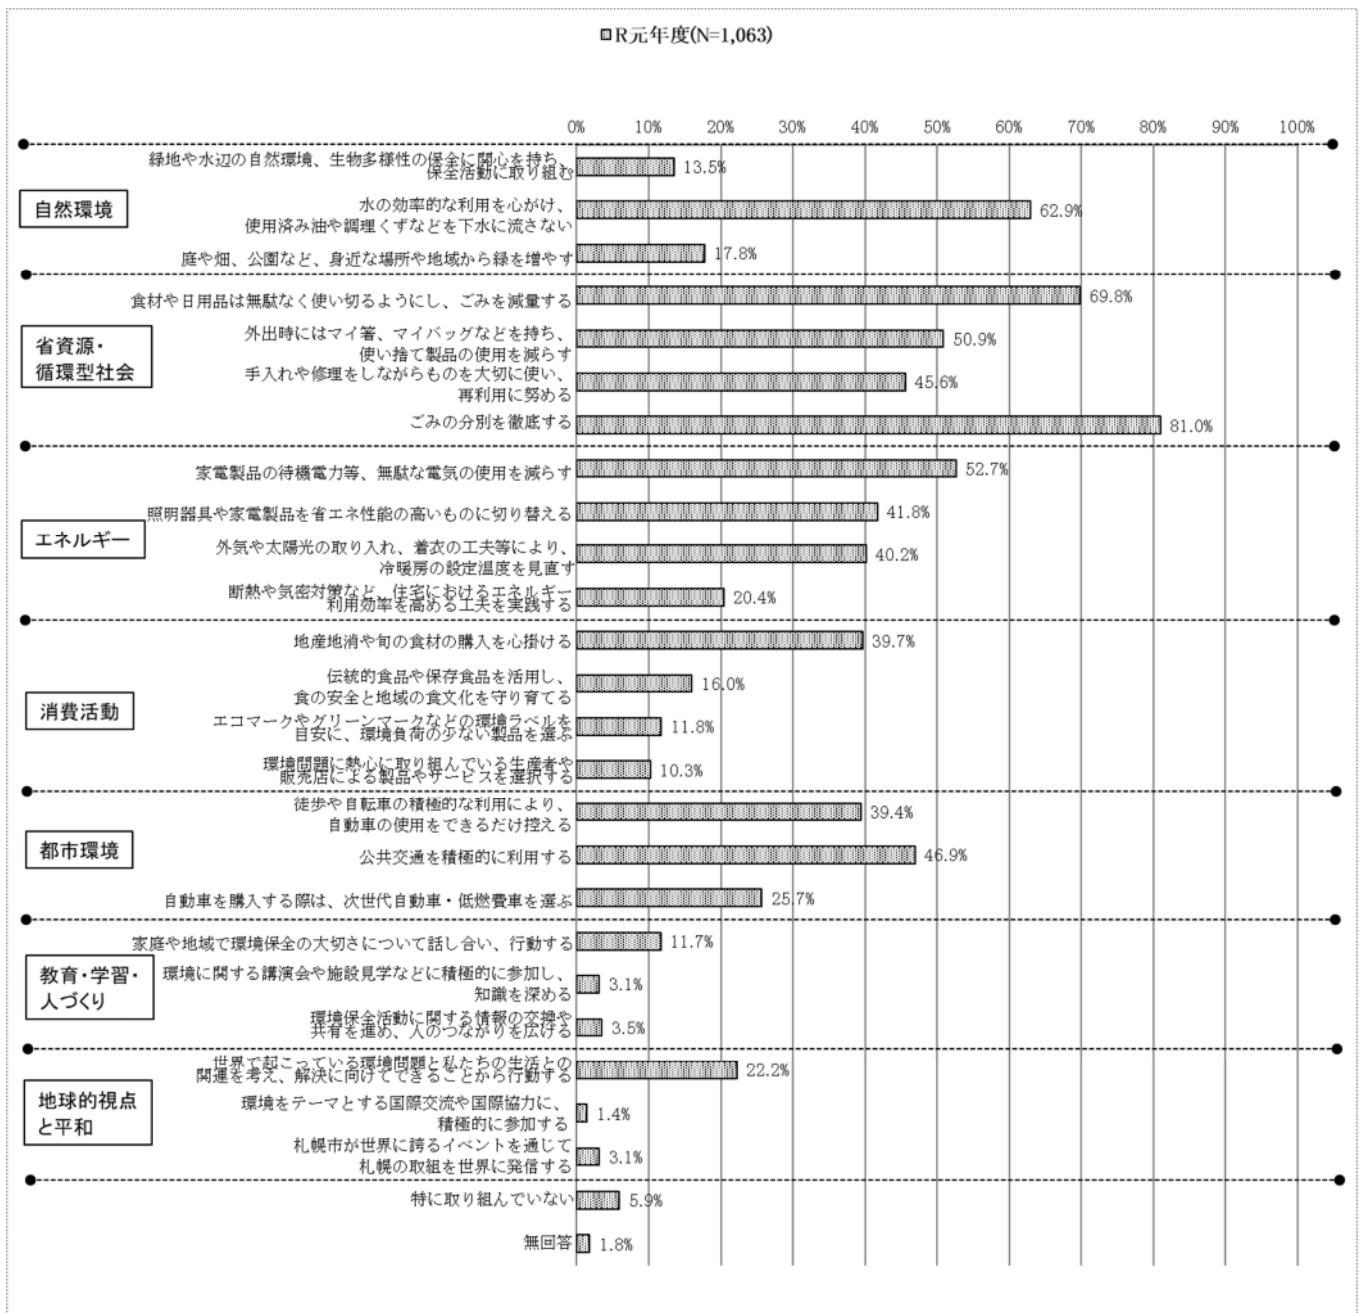 R元年度(N=1,063)
0% 10% 20% 30% 40% 50% 60% 70% 80% 90% 100%
自然環境
緑地や水辺の自然環境、生物多様性の保全に関心を持ち、
保全活動に取り組む
13.5%
水の効率的な利用を心がけ、
使用済み油や調理くずなどを下水に流さない
62.9%
庭や畑、公園など、身近な場所や地域から緑を増やす
17.8%
省資源・
循環型社会
食材や日用品は無駄なく使い切るようにし、ごみを減量する
69.8%
外出時にはマイ箸、マイバッグなどを持ち、
使い捨て製品の使用を減らす
50.9%
手入れや修理をしながらものを大切に使い、
再利用に努める
45.6%
ごみの分別を徹底する
81.0%
エネルギー
家電製品の待機電力等、無駄な電気の使用を減らす
52.7%
照明器具や家電製品を省エネ性能の高いものに切り替える
41.8%
外気や太陽光の取り入れ、着衣の工夫等により、
冷暖房の設定温度を見直す
40.2%
断熱や気密対策など、住宅におけるエネルギー
利用効率を高める工夫を実践する
20.4%
消費活動
地産地消や旬の食材の購入を心掛ける
39.7%
伝統的食品や保存食品を活用し、
食の安全と地域の食文化を守り育てる
16.0%
エコマークやグリーンマークなどの環境ラベルを
目安に、環境負荷の少ない製品を選ぶ
11.8%
環境問題に熱心に取り組んでいる生産者や
販売店による製品やサービスを選択する
10.3%
都市環境
徒歩や自転車の積極的な利用により、
自動車の使用をできるだけ控える
39.4%
公共交通を積極的に利用する
46.9%
自動車を購入する際は、次世代自動車・低燃費車を選ぶ
25.7%
教育・学習・
人づくり
家庭や地域で環境保全の大切さについて話し合い、行動する
11.7%
環境に関する講演会や施設見学などに積極的に参加し、
知識を深める
3.1%
環境保全活動に関する情報の交換や
共有を進め、人のつながりを広げる
3.5%
地球的視点
と平和
世界で起こっている環境問題と私たちの生活との
関連を考え、解決に向けてできることから行動する
22.2%
環境をテーマとする国際交流や国際協力に、
積極的に参加する
1.4%
札幌市が世界に誇るイベントを通じて
札幌の取組を世界に発信する
3.1%
特に取り組んでいない
5.9%
無回答
1.8%